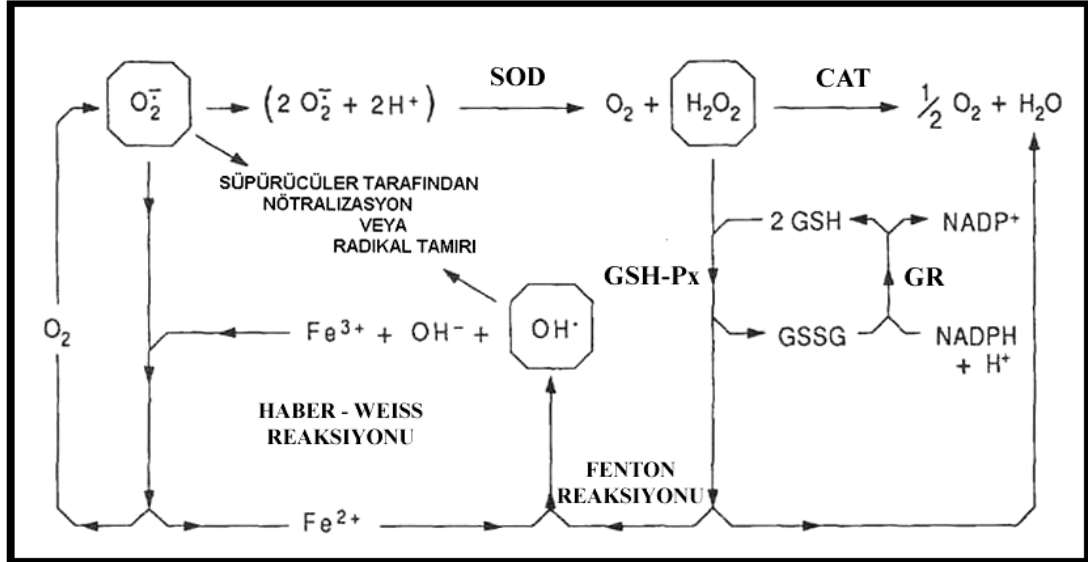 O₂∸ → (2 O₂∸ + 2H⁺) SOD → O₂ + H₂O₂ CAT → ½ O₂ + H₂O
SÜPÜRÜCÜLER TARAFINDAN
NÖTRALIZASYON
VEYA
RADIKAL TAMIRI
2 GSH
NADP⁺
GSH-Px
GR
O₂
Fe³⁺ + OH⁻ + OH·
GSSG
NADPH
+ H⁺
HABER - WEISS
REAKSIYONU
FENTON
REAKSIYONU
Fe²⁺